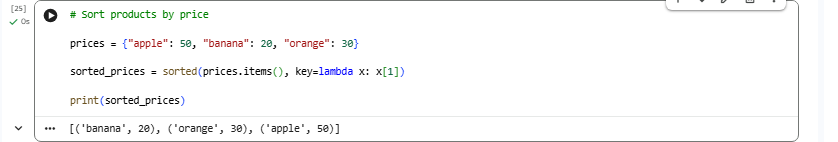 [25]
0s
# Sort products by price
prices = {"apple": 50, "banana": 20, "orange": 30}
sorted_prices = sorted(prices.items(), key=lambda x: x[1])
print(sorted_prices)
[('banana', 20), ('orange', 30), ('apple', 50)]